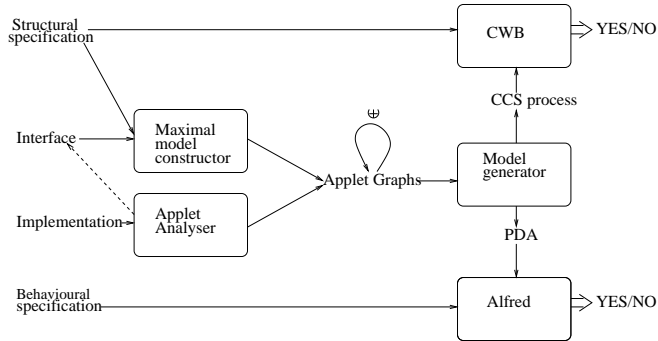 Structural
specification
CWB
YES/NO
CCS process
Interface
Maximal
model
constructor
⊕
Applet Graphs
Model
generator
Implementation
Applet
Analyser
PDA
Behavioural
specification
Alfred
YES/NO